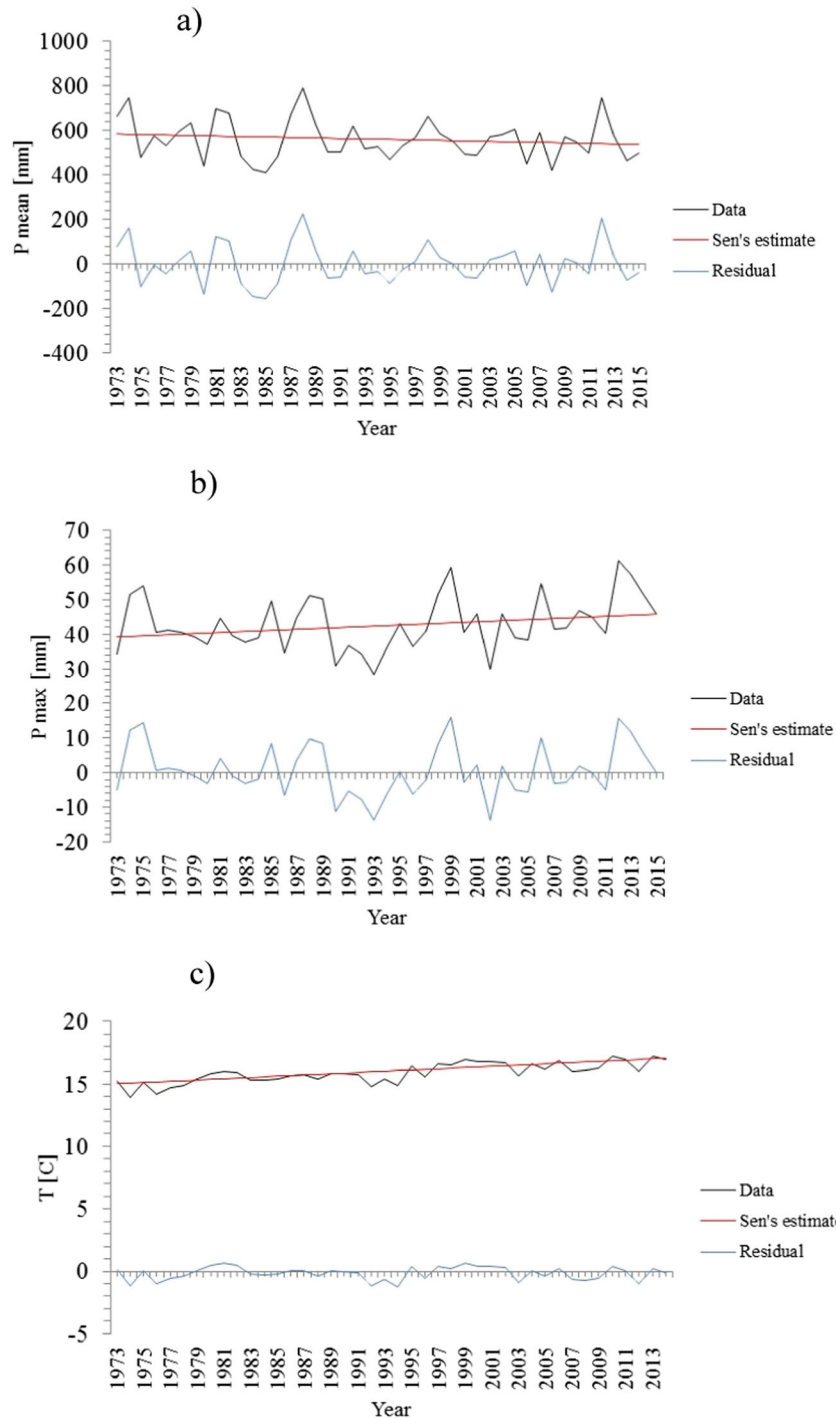 a)
1000
800
600
400
200
0
-200
-400
P mean [mm]
1973 1975 1977 1979 1981 1983 1985 1987 1989 1991 1993 1995 1997 1999 2001 2003 2005 2007 2009 2011 2013 2015
Year
Data
Sen's estimate
Residual
b)
70
60
50
40
30
20
10
0
-10
-20
P max [mm]
1973 1975 1977 1979 1981 1983 1985 1987 1989 1991 1993 1995 1997 1999 2001 2003 2005 2007 2009 2011 2013 2015
Year
Data
Sen's estimate
Residual
c)
20
15
10
5
0
-5
T [C]
1973 1975 1977 1979 1981 1983 1985 1987 1989 1991 1993 1995 1997 1999 2001 2003 2005 2007 2009 2011 2013
Year
Data
Sen's estimate
Residual